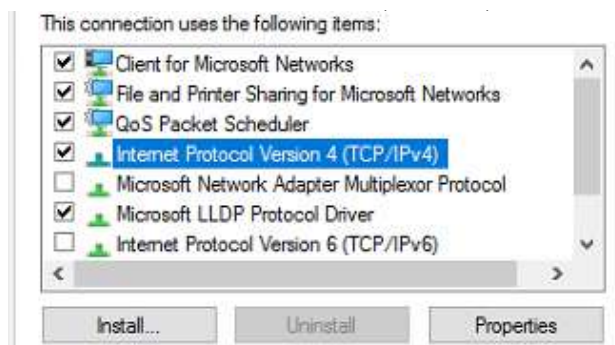 This connection uses the following items:
Client for Microsoft Networks
File and Printer Sharing for Microsoft Networks
QoS Packet Scheduler
Internet Protocol Version 4 (TCP/IPv4)
Microsoft Network Adapter Multiplexor Protocol
Microsoft LLDP Protocol Driver
Internet Protocol Version 6 (TCP/IPv6)
Install... Uninstall Properties